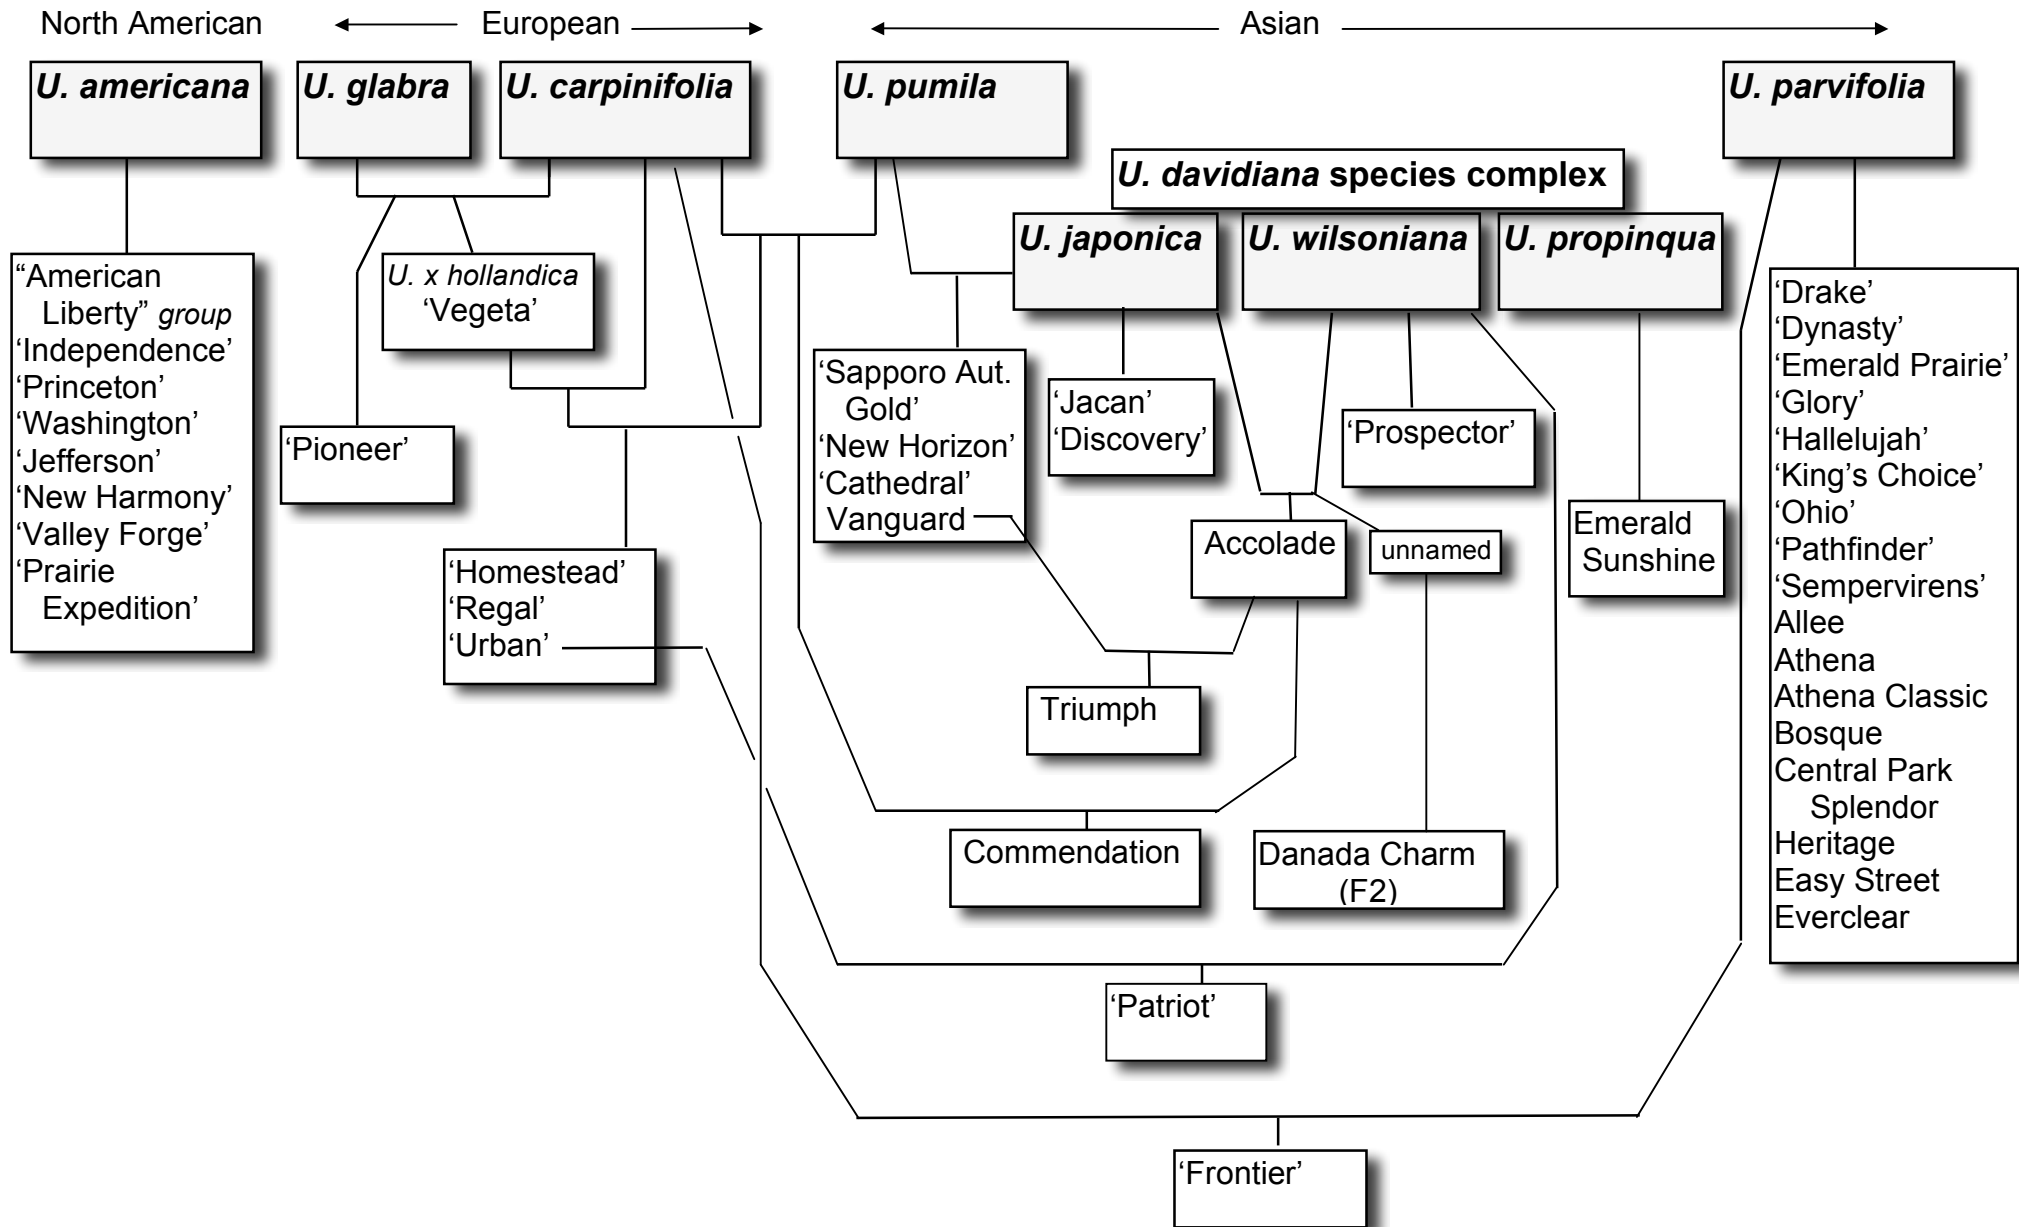 North American
European
Asian
U. americana
U. glabra
U. carpinifolia
U. pumila
U. parvifolia
U. davidiana species complex
U. japonica
U. wilsoniana
U. propinqua
“American
Liberty” group
‘Independence’
‘Princeton’
‘Washington’
‘Jefferson’
‘New Harmony’
‘Valley Forge’
‘Prairie
Expedition’
U. x hollandica
‘Vegeta’
‘Pioneer’
‘Homestead’
‘Regal’
‘Urban’
‘Sapporo Aut.
Gold’
‘New Horizon’
‘Cathedral’
Vanguard
‘Jacan’
‘Discovery’
‘Prospector’
Accolade
unnamed
Emerald
Sunshine
‘Drake’
‘Dynasty’
‘Emerald Prairie’
‘Glory’
‘Hallelujah’
‘King’s Choice’
‘Ohio’
‘Pathfinder’
‘Sempervirens’
Allee
Athena
Athena Classic
Bosque
Central Park
Splendor
Heritage
Easy Street
Everclear
Triumph
Commendation
Danada Charm
(F2)
‘Patriot’
‘Frontier’